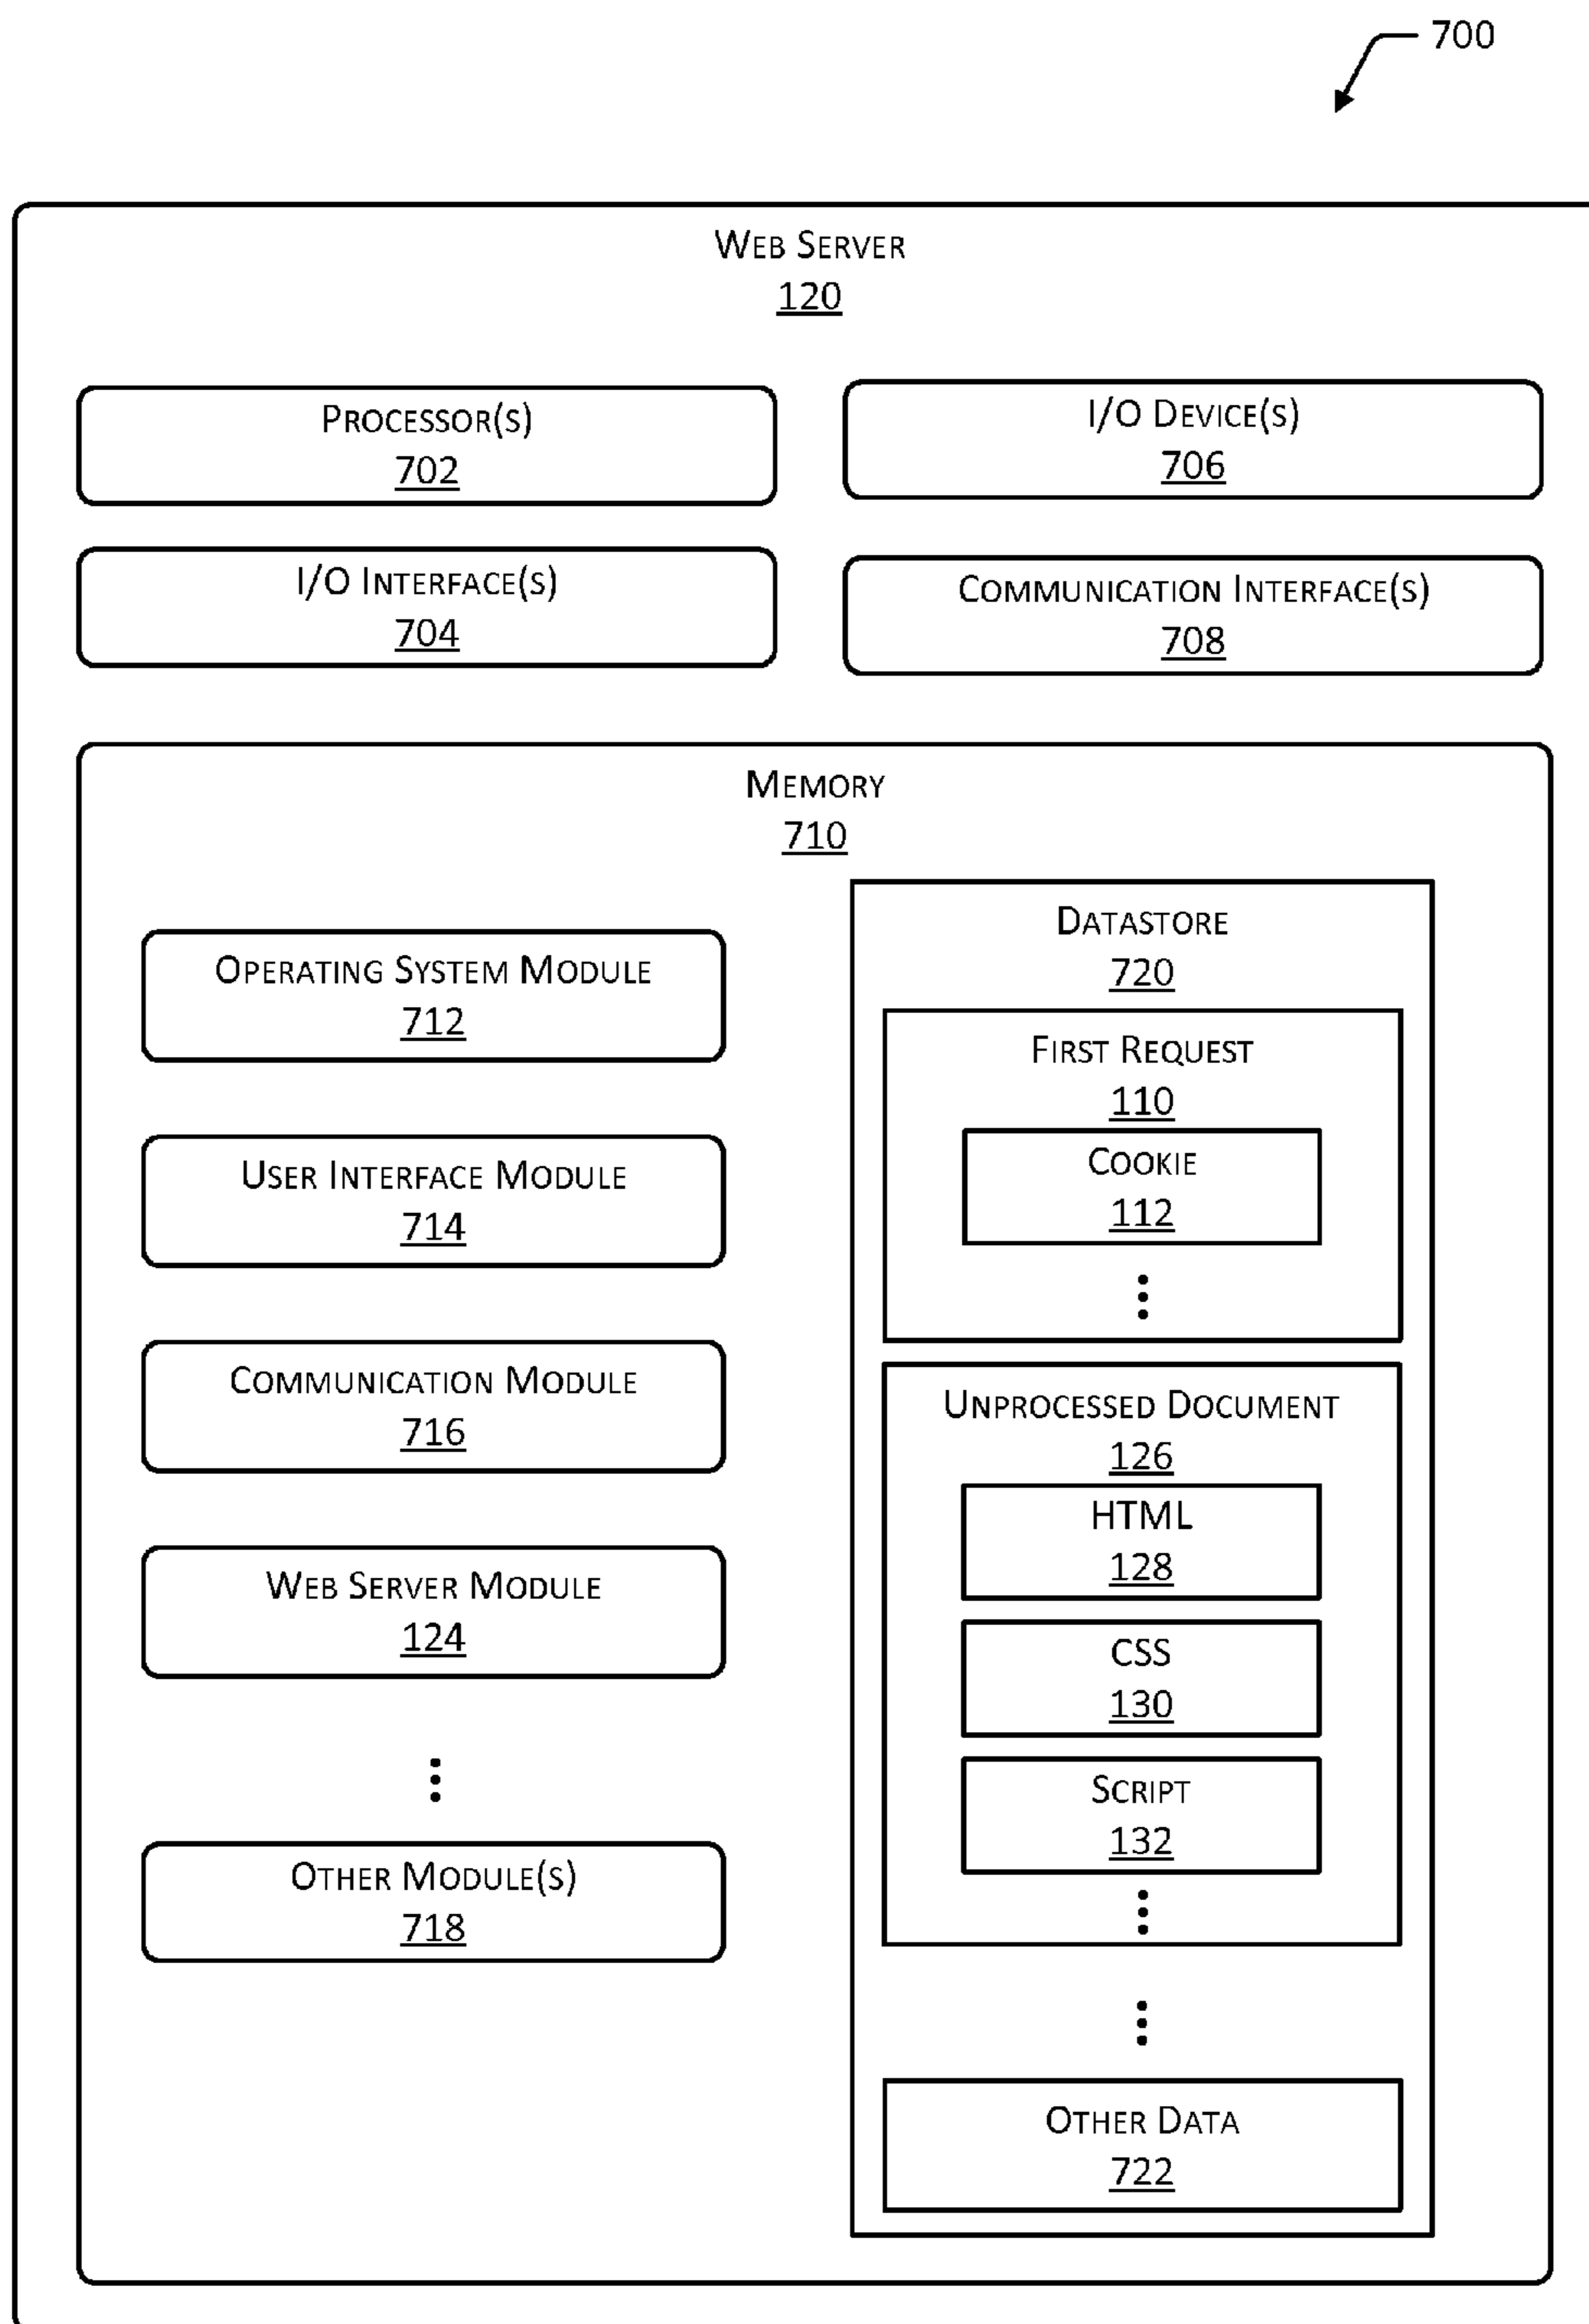 700
WEB SERVER
120
PROCESSOR(S)
702
I/O DEVICE(S)
706
I/O INTERFACE(S)
704
COMMUNICATION INTERFACE(S)
708
MEMORY
710
OPERATING SYSTEM MODULE
712
USER INTERFACE MODULE
714
COMMUNICATION MODULE
716
WEB SERVER MODULE
124
OTHER MODULE(S)
718
DATASTORE
720
FIRST REQUEST
110
COOKIE
112
UNPROCESSED DOCUMENT
126
HTML
128
CSS
130
SCRIPT
132
OTHER DATA
722